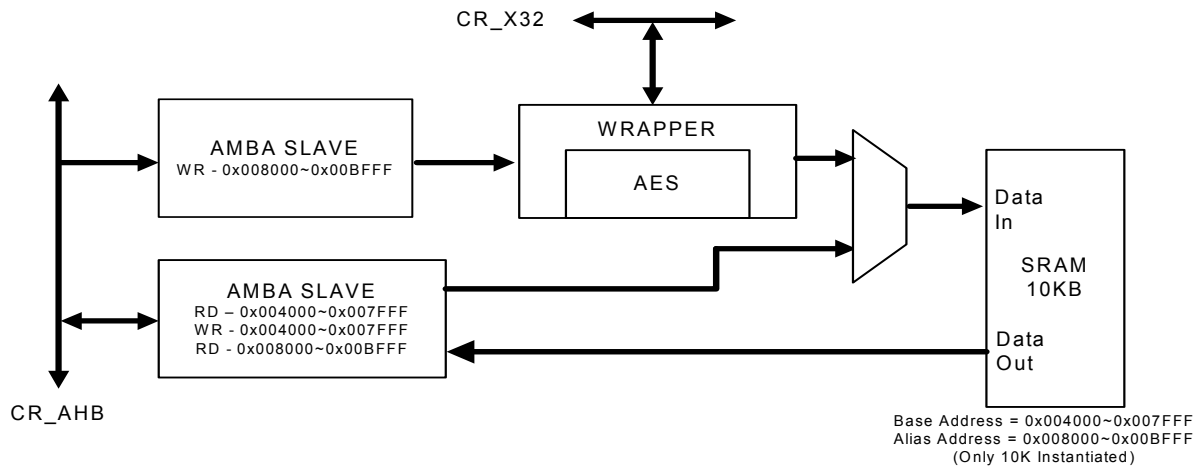 CR_X32
AMBA SLAVE
WR - 0x008000~0x00BFFF
WRAPPER
AES
Data
In
SRAM
10KB
Data
Out
AMBA SLAVE
RD – 0x004000~0x007FFF
WR - 0x004000~0x007FFF
RD - 0x008000~0x00BFFF
CR_AHB
Base Address = 0x004000~0x007FFF
Alias Address = 0x008000~0x00BFFF
(Only 10K Instantiated)